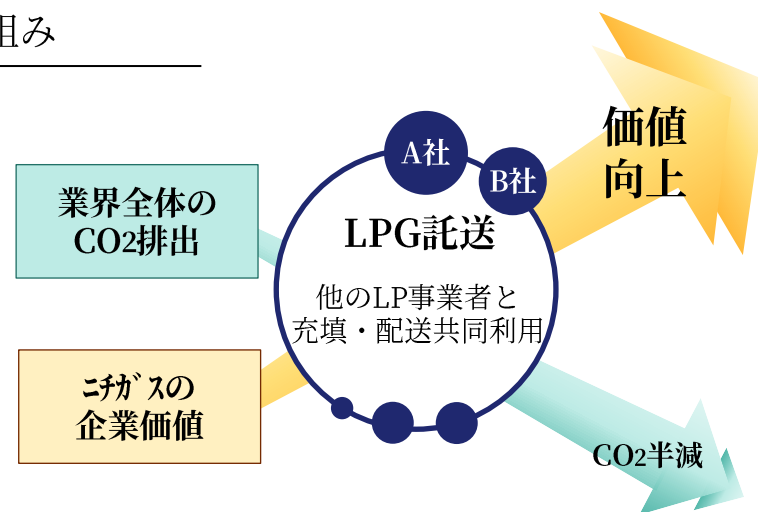 組み
A社
B社
価値
向上
業界全体の
CO2排出
LPG託送
他のLP事業者と
充填・配送共同利用
ﾆﾁｶﾞｽの
企業価値
CO2半減